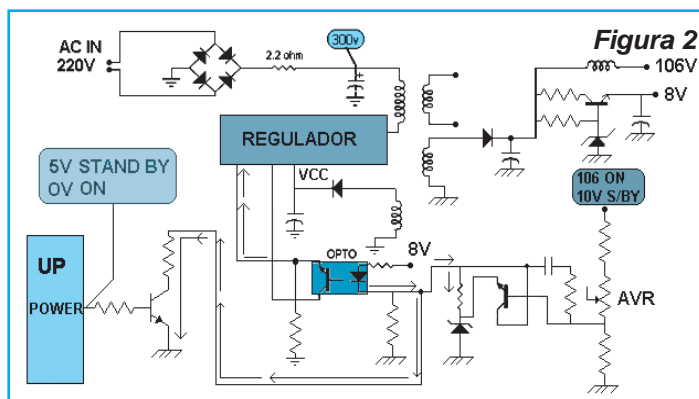 Figura 2
AC IN
220V
2.2 ohm
300v
106V
8V
REGULADOR
5V STAND BY
0V ON
VCC
106 ON
10V S/BY
OPTO
8V
UP
POWER
AVR